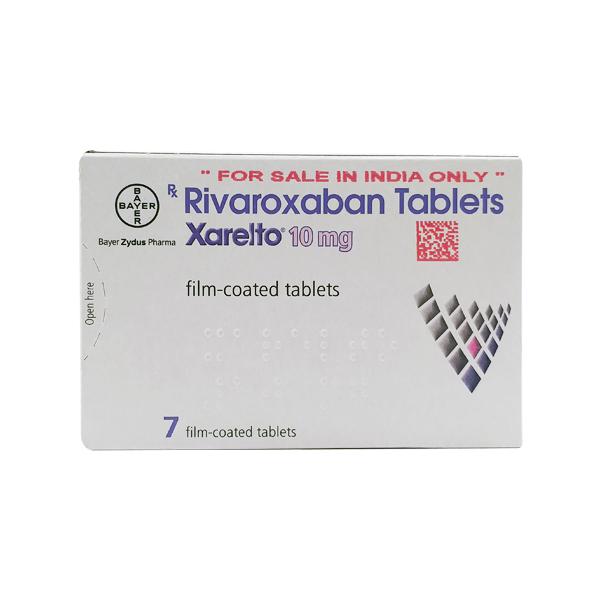 " FOR SALE IN INDIA ONLY "
Rx Rivaroxaban Tablets
Xarelto® 10 mg
BAYER
BAYER
Bayer Zydus Pharma
film-coated tablets
Open here
7 film-coated tablets